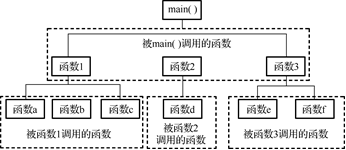 main( )
被main( )调用的函数
函数1
函数2
函数3
函数a
函数b
函数c
函数d
函数e
函数f
被函数1调用的函数
被函数2
调用的函数
被函数3调用的函数